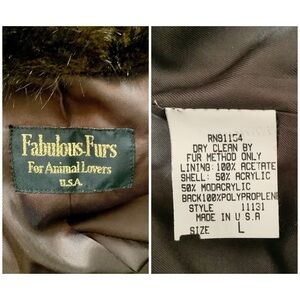 Fabulous-Furs
For Animal Lovers
U.S.A.
RN91154
DRY CLEAN BY
FUR METHOD ONLY
LINING: 100% ACETATE
SHELL: 50% ACRYLIC
50% MODACRYLIC
BACK100%POLYPROPLENE
STYLE 11131
MADE IN U S A
SIZE L